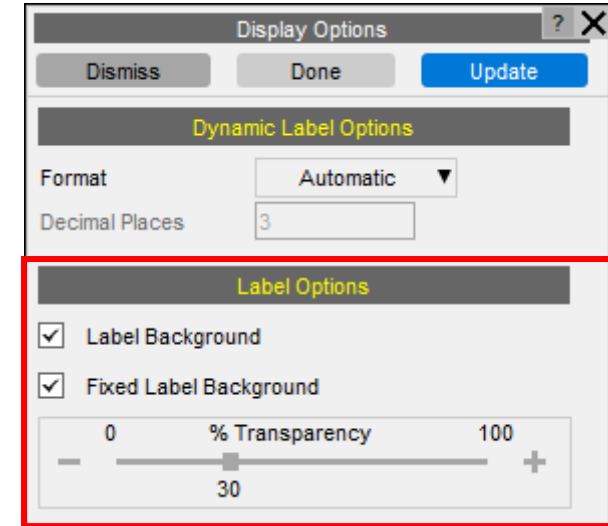 Display Options ?
Dismiss Done Update
Dynamic Label Options
Format Automatic
Decimal Places 3
Label Options
Label Background
Fixed Label Background
0 % Transparency 100
30